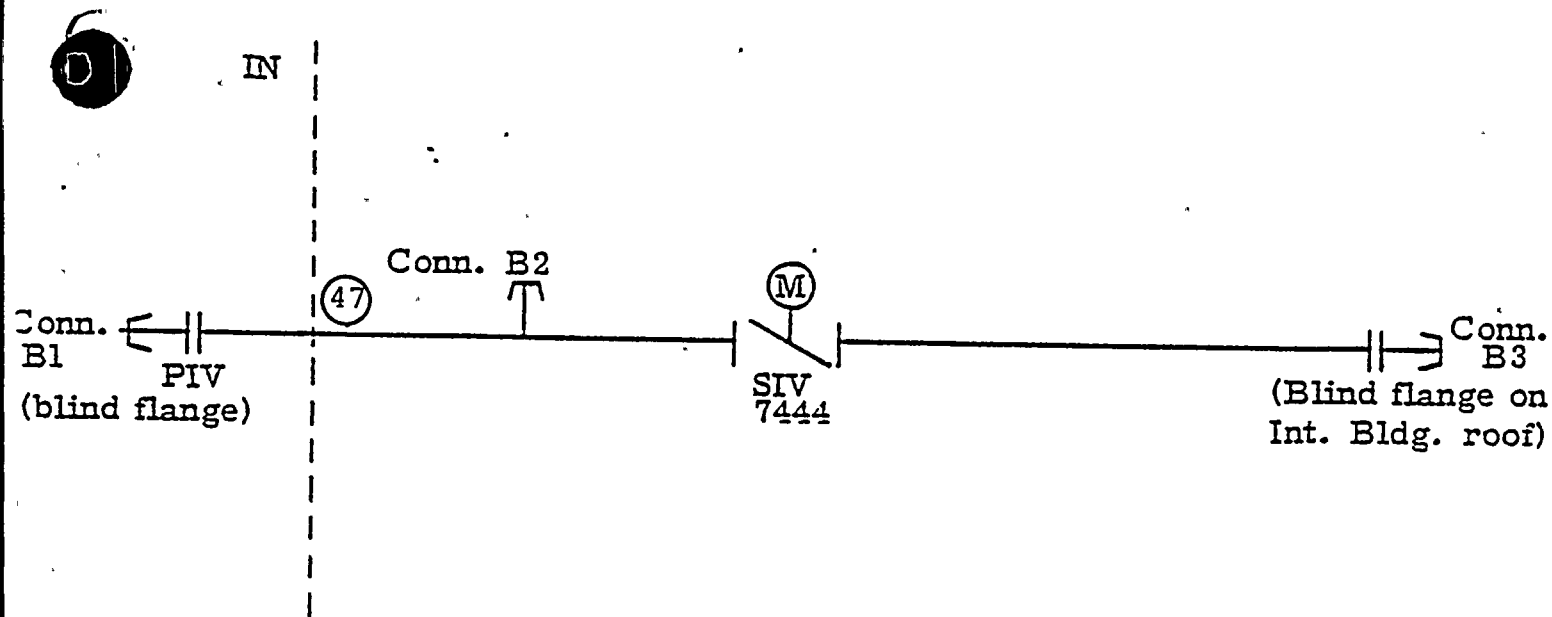 IN
Conn. B2
47
M
Conn.
B1
PIV
(blind flange)
SIV
7444
Conn.
B3
(Blind flange on
Int. Bldg. roof)